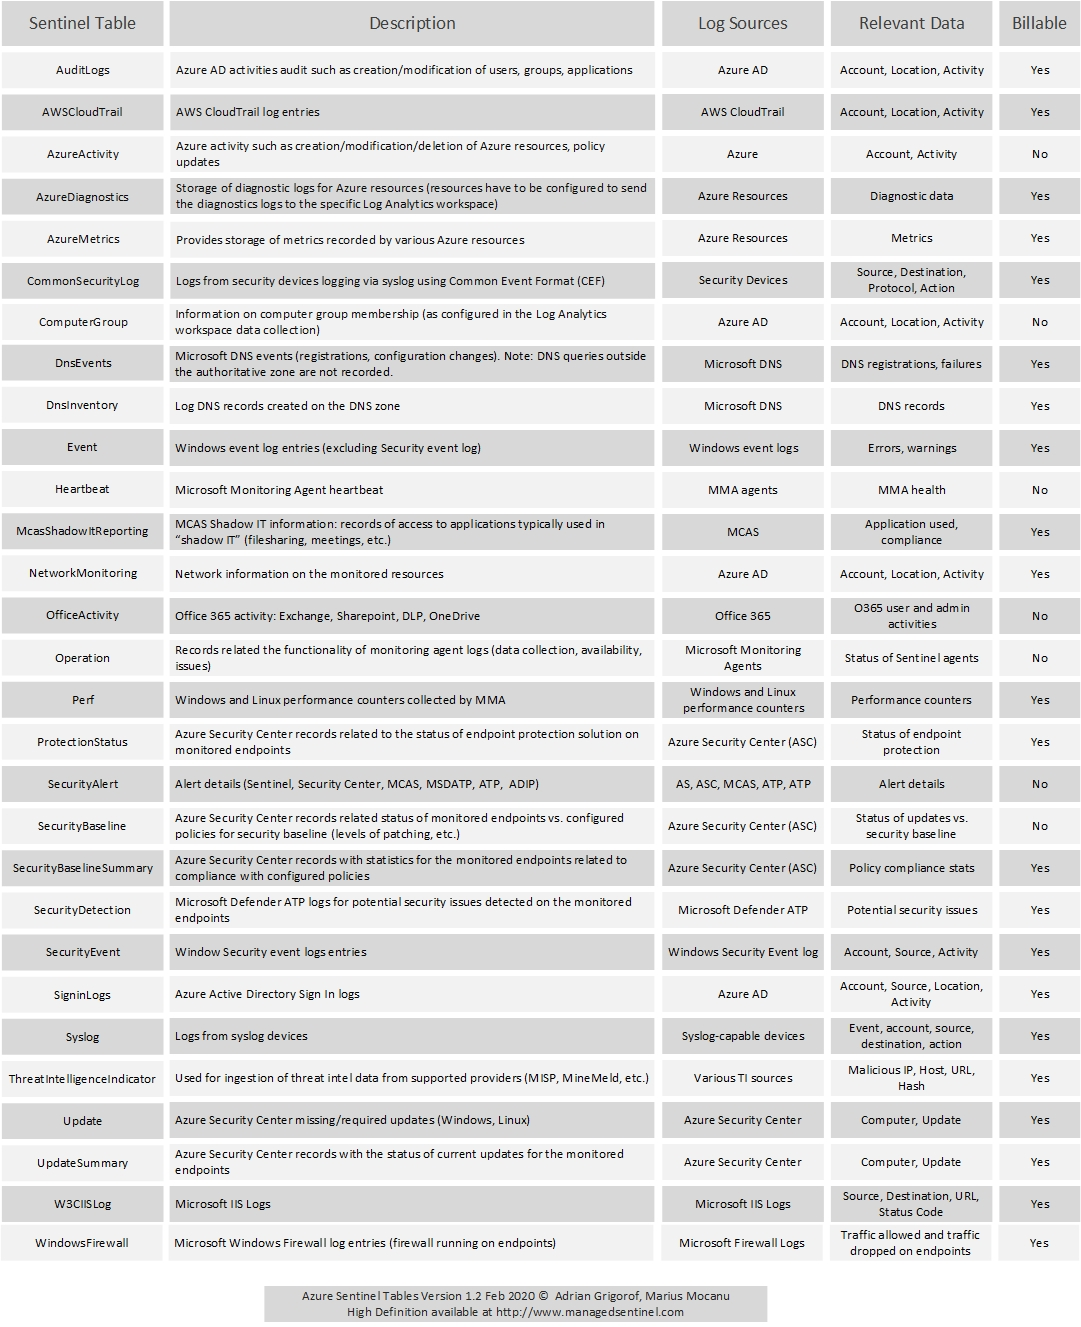 Sentinel Table Description Log Sources Relevant Data Billable
AuditLogs Azure AD activities audit such as creation/modification of users, groups, applications Azure AD Account, Location, Activity Yes
AWSCloudTrail AWS CloudTrail log entries AWS CloudTrail Account, Location, Activity Yes
AzureActivity Azure activity such as creation/modification/deletion of Azure resources, policy
updates Azure Account, Activity No
AzureDiagnostics Storage of diagnostic logs for Azure resources (resources have to be configured to send
the diagnostics logs to the specific Log Analytics workspace) Azure Resources Diagnostic data Yes
AzureMetrics Provides storage of metrics recorded by various Azure resources Azure Resources Metrics Yes
CommonSecurityLog Logs from security devices logging via syslog using Common Event Format (CEF) Security Devices Source, Destination,
Protocol, Action Yes
ComputerGroup Information on computer group membership (as configured in the Log Analytics
workspace data collection) Azure AD Account, Location, Activity No
DnsEvents Microsoft DNS events (registrations, configuration changes). Note: DNS queries outside
the authoritative zone are not recorded. Microsoft DNS DNS registrations, failures Yes
DnsInventory Log DNS records created on the DNS zone Microsoft DNS DNS records Yes
Event Windows event log entries (excluding Security event log) Windows event logs Errors, warnings Yes
Heartbeat Microsoft Monitoring Agent heartbeat MMA agents MMA health No
McasShadowItReporting MCAS Shadow IT information: records of access to applications typically used in
“shadow IT” (filesharing, meetings, etc.) MCAS Application used,
compliance Yes
NetworkMonitoring Network information on the monitored resources Azure AD Account, Location, Activity Yes
OfficeActivity Office 365 activity: Exchange, Sharepoint, DLP, OneDrive Office 365 O365 user and admin
activities No
Operation Records related the functionality of monitoring agent logs (data collection, availability,
issues) Microsoft Monitoring
Agents Status of Sentinel agents No
Perf Windows and Linux performance counters collected by MMA Windows and Linux
performance counters Performance counters Yes
ProtectionStatus Azure Security Center records related to the status of endpoint protection solution on
monitored endpoints Azure Security Center (ASC) Status of endpoint
protection Yes
SecurityAlert Alert details (Sentinel, Security Center, MCAS, MSDATP, ATP, ADIP) AS, ASC, MCAS, ATP, ATP Alert details No
SecurityBaseline Azure Security Center records related status of monitored endpoints vs. configured
policies for security baseline (levels of patching, etc.) Azure Security Center (ASC) Status of updates vs.
security baseline No
SecurityBaselineSummary Azure Security Center records with statistics for the monitored endpoints related to
compliance with configured policies Azure Security Center (ASC) Policy compliance stats Yes
SecurityDetection Microsoft Defender ATP logs for potential security issues detected on the monitored
endpoints Microsoft Defender ATP Potential security issues Yes
SecurityEvent Window Security event logs entries Windows Security Event log Account, Source, Activity Yes
SigninLogs Azure Active Directory Sign In logs Azure AD Account, Source, Location,
Activity Yes
Syslog Logs from syslog devices Syslog-capable devices Event, account, source,
destination, action Yes
ThreatIntelligenceIndicator Used for ingestion of threat intel data from supported providers (MISP, MineMeld, etc.) Various TI sources Malicious IP, Host, URL,
Hash Yes
Update Azure Security Center missing/required updates (Windows, Linux) Azure Security Center Computer, Update Yes
UpdateSummary Azure Security Center records with the status of current updates for the monitored
endpoints Azure Security Center Computer, Update Yes
W3CIISLog Microsoft IIS Logs Microsoft IIS Logs Source, Destination, URL,
Status Code Yes
WindowsFirewall Microsoft Windows Firewall log entries (firewall running on endpoints) Microsoft Firewall Logs Traffic allowed and traffic
dropped on endpoints Yes
Azure Sentinel Tables Version 1.2 Feb 2020 © Adrian Grigorof, Marius Mocanu
High Definition available at http://www.managedsentinel.com